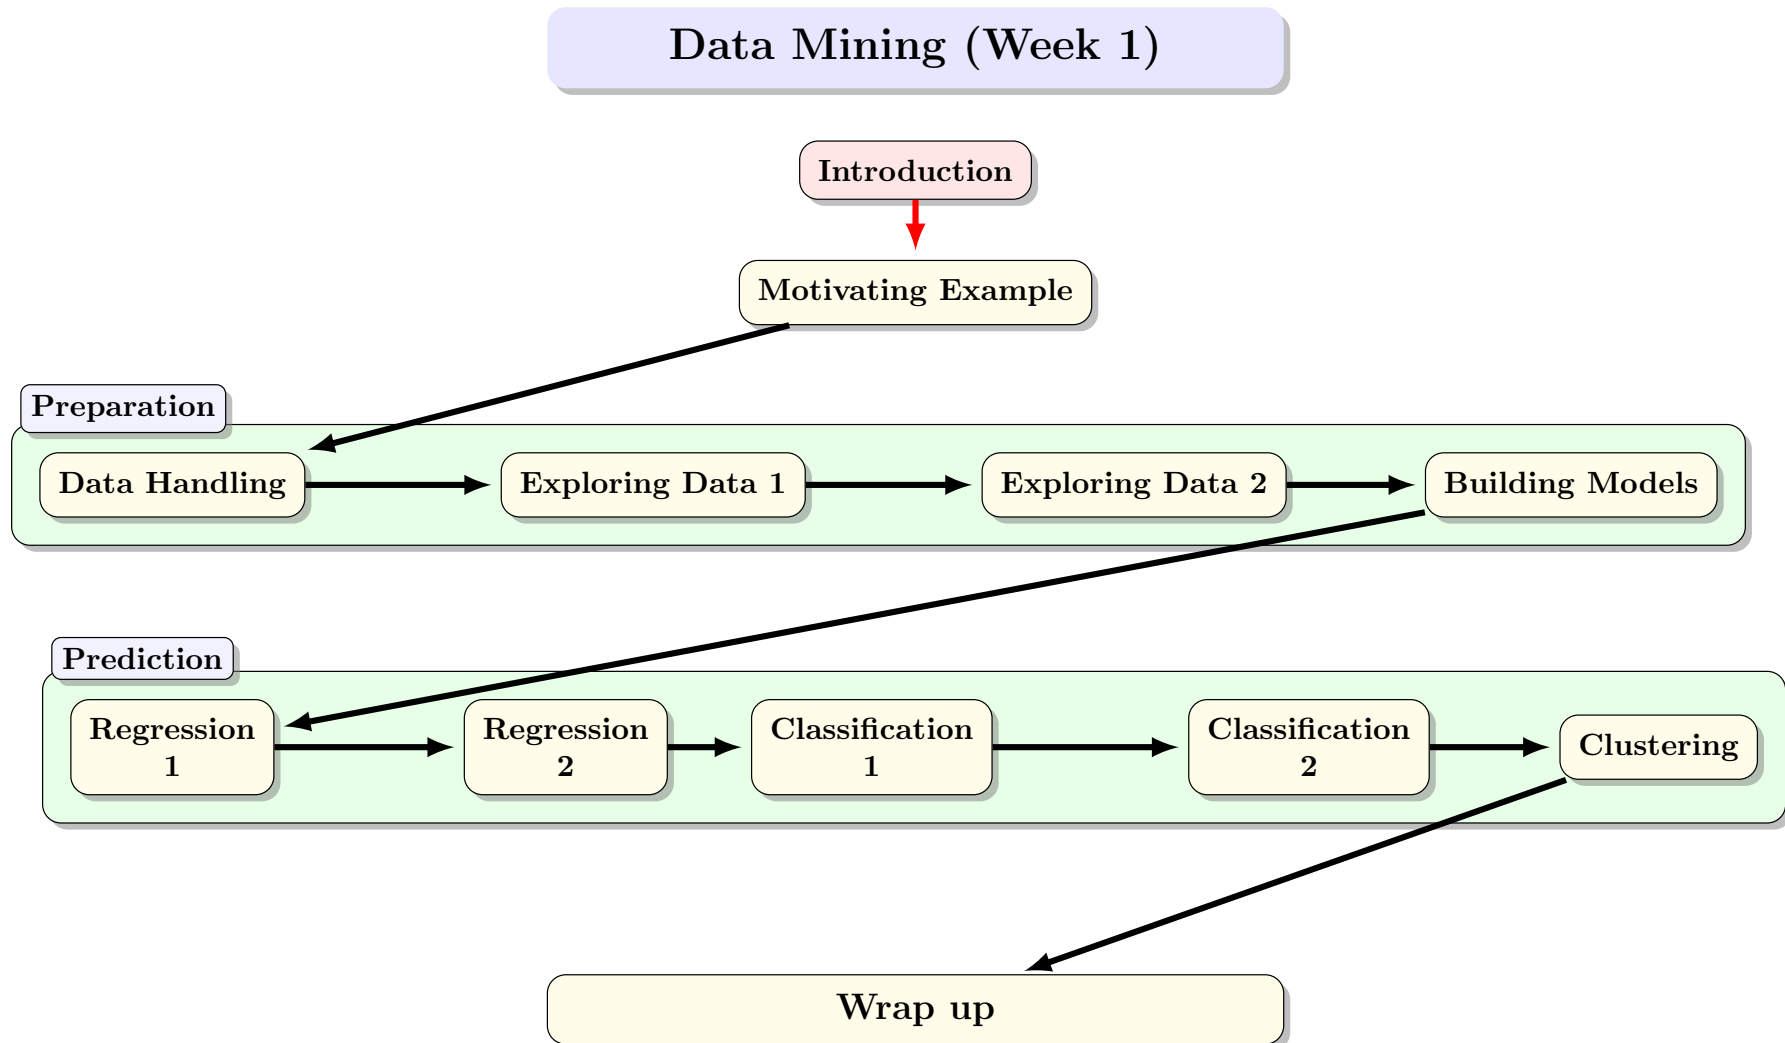 Data Mining (Week 1)
Introduction
Motivating Example
Preparation
Data Handling
Exploring Data 1
Exploring Data 2
Building Models
Prediction
Regression
1
Regression
2
Classification
1
Classification
2
Clustering
Wrap up